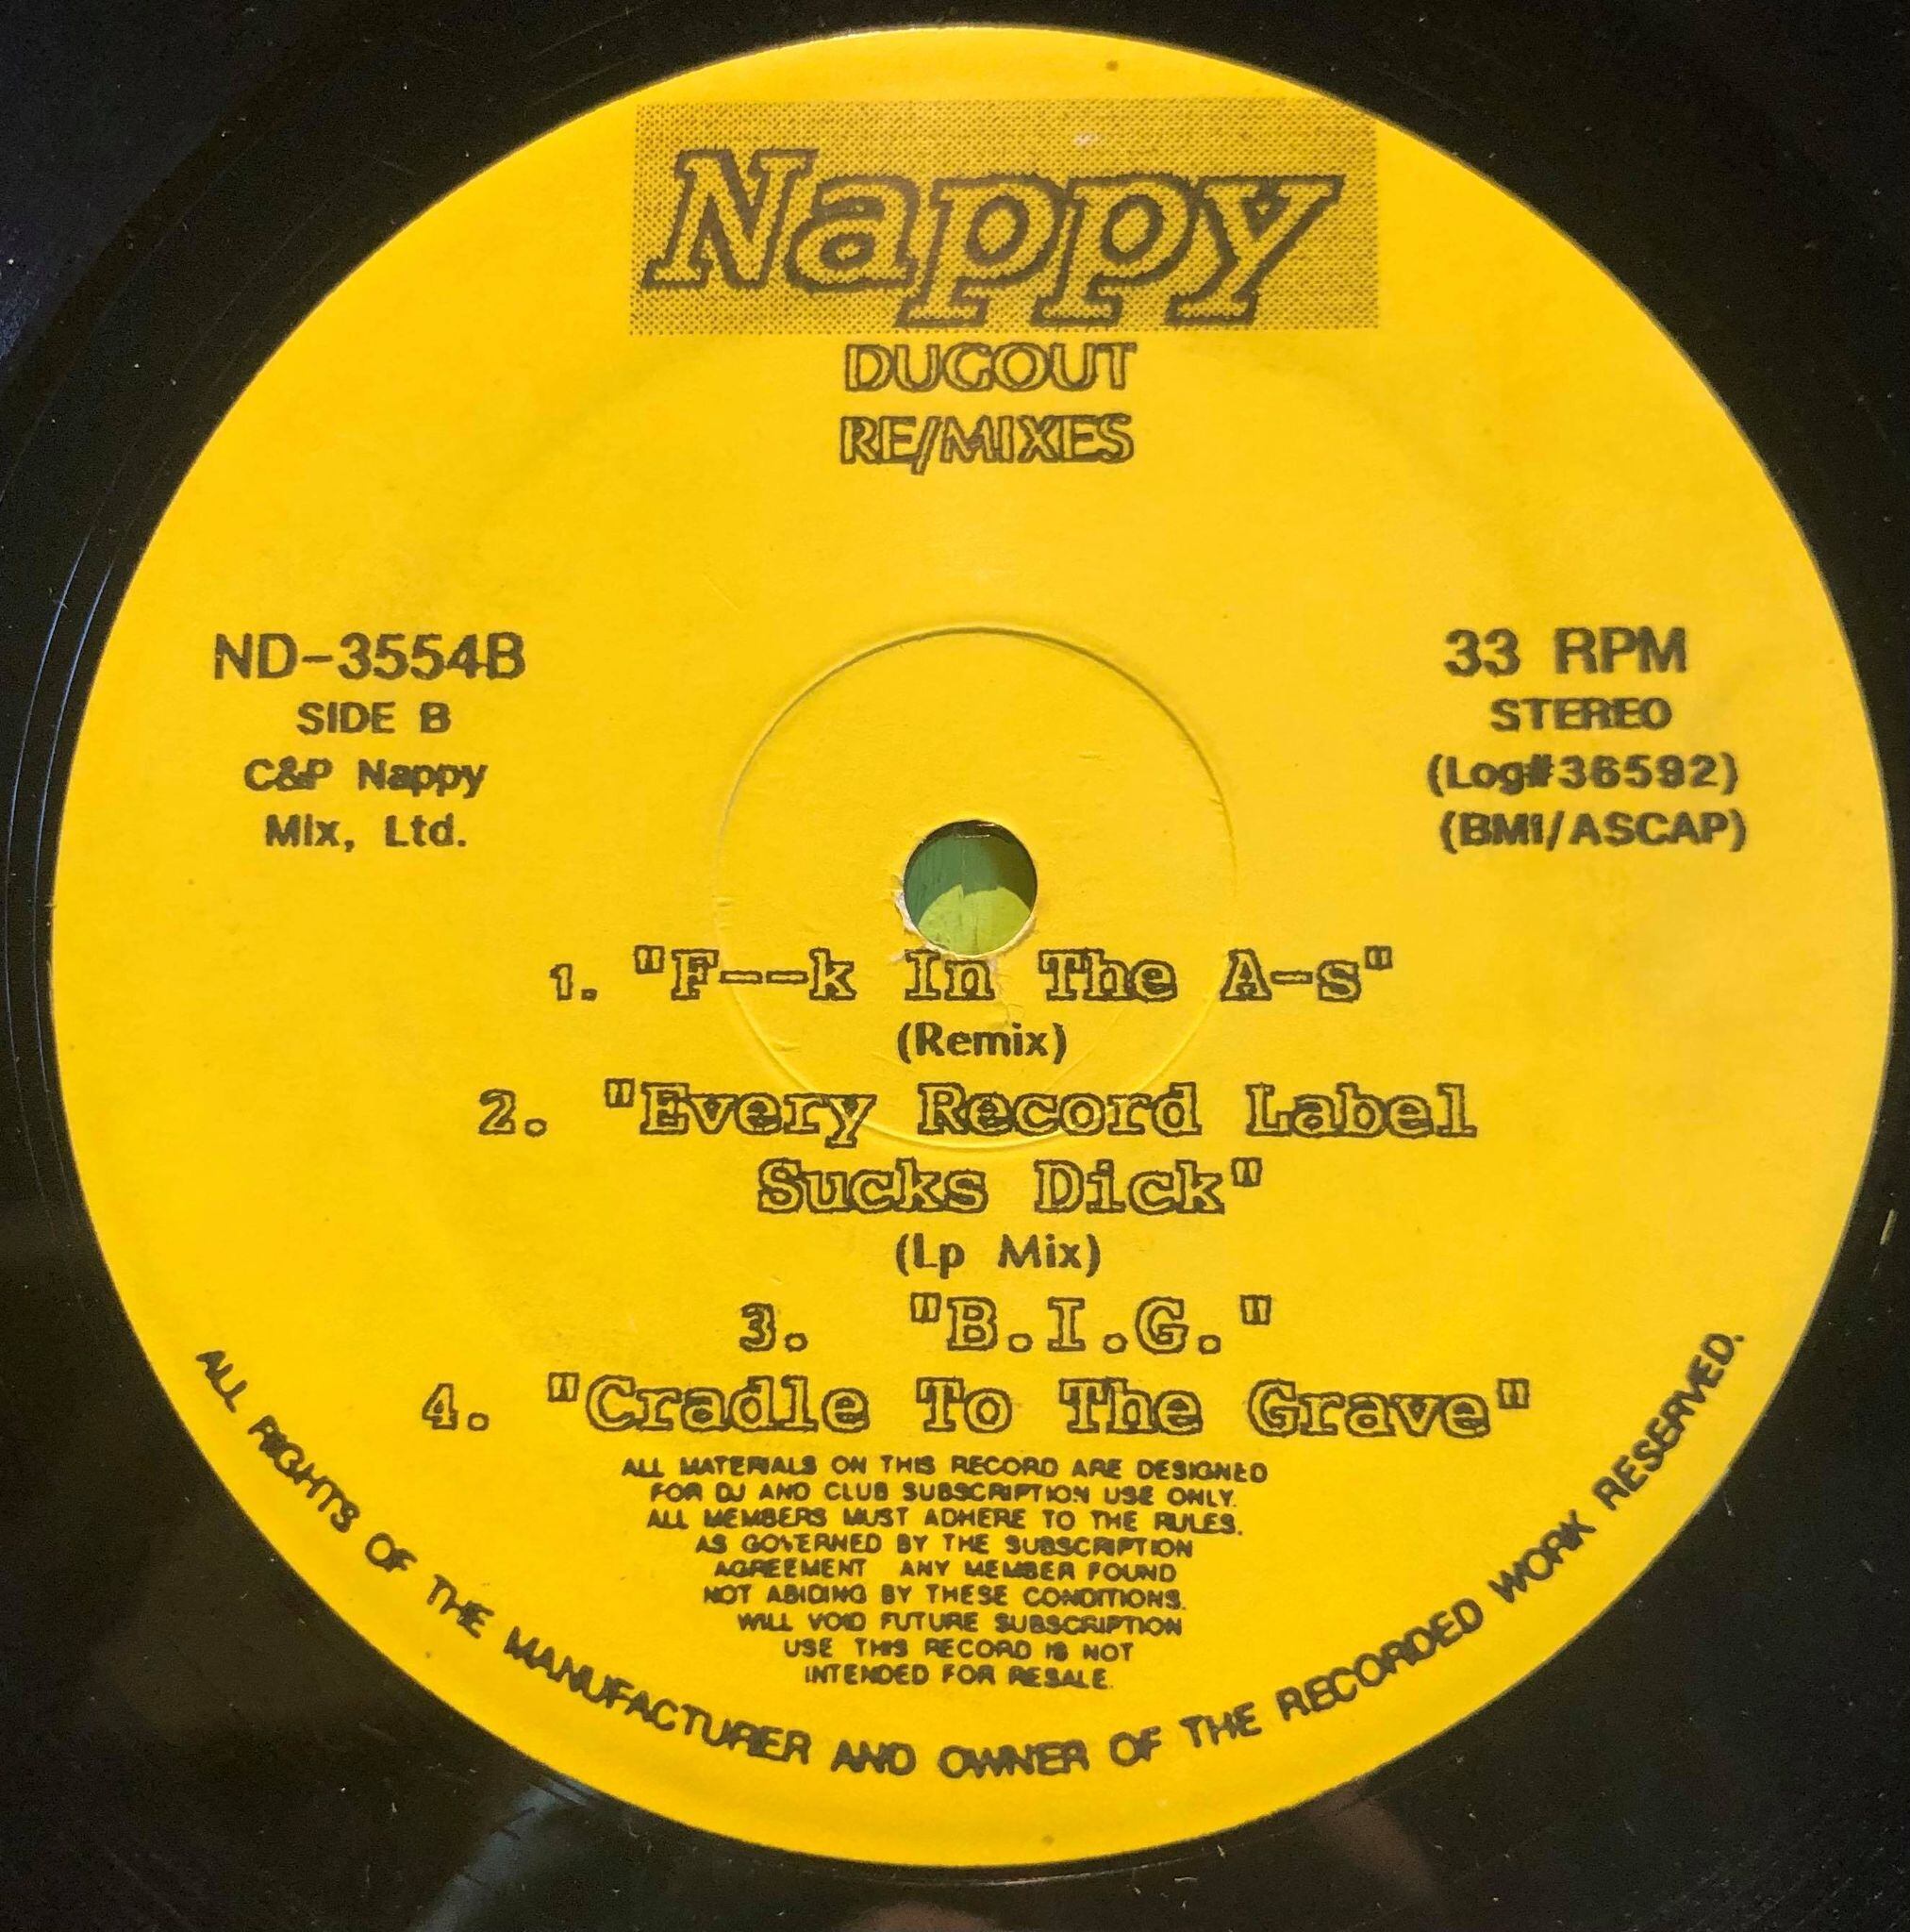 Nappy
DUGOUT
RE/MIXES
ND-3554B
SIDE B
C&P Nappy
Mix, Ltd.
33 RPM
STEREO
(Log#36592)
(BMI/ASCAP)
1. "F--k In The A-s"
(Remix)
2. "Every Record Label
Sucks Dick"
(Lp Mix)
3. "B.I.G."
4. "Cradle To The Grave"
ALL MATERIALS ON THIS RECORD ARE DESIGNED
FOR DJ AND CLUB SUBSCRIPTION USE ONLY.
ALL MEMBERS MUST ADHERE TO THE RULES.
AS GOVERNED BY THE SUBSCRIPTION
AGREEMENT ANY MEMBER FOUND
NOT ABIDING BY THESE CONDITIONS.
WILL VOID FUTURE SUBSCRIPTION
USE THIS RECORD IS NOT
INTENDED FOR RESALE.
ALL RIGHTS OF THE MANUFACTURER AND OWNER OF THE RECORDED WORK RESERVED.